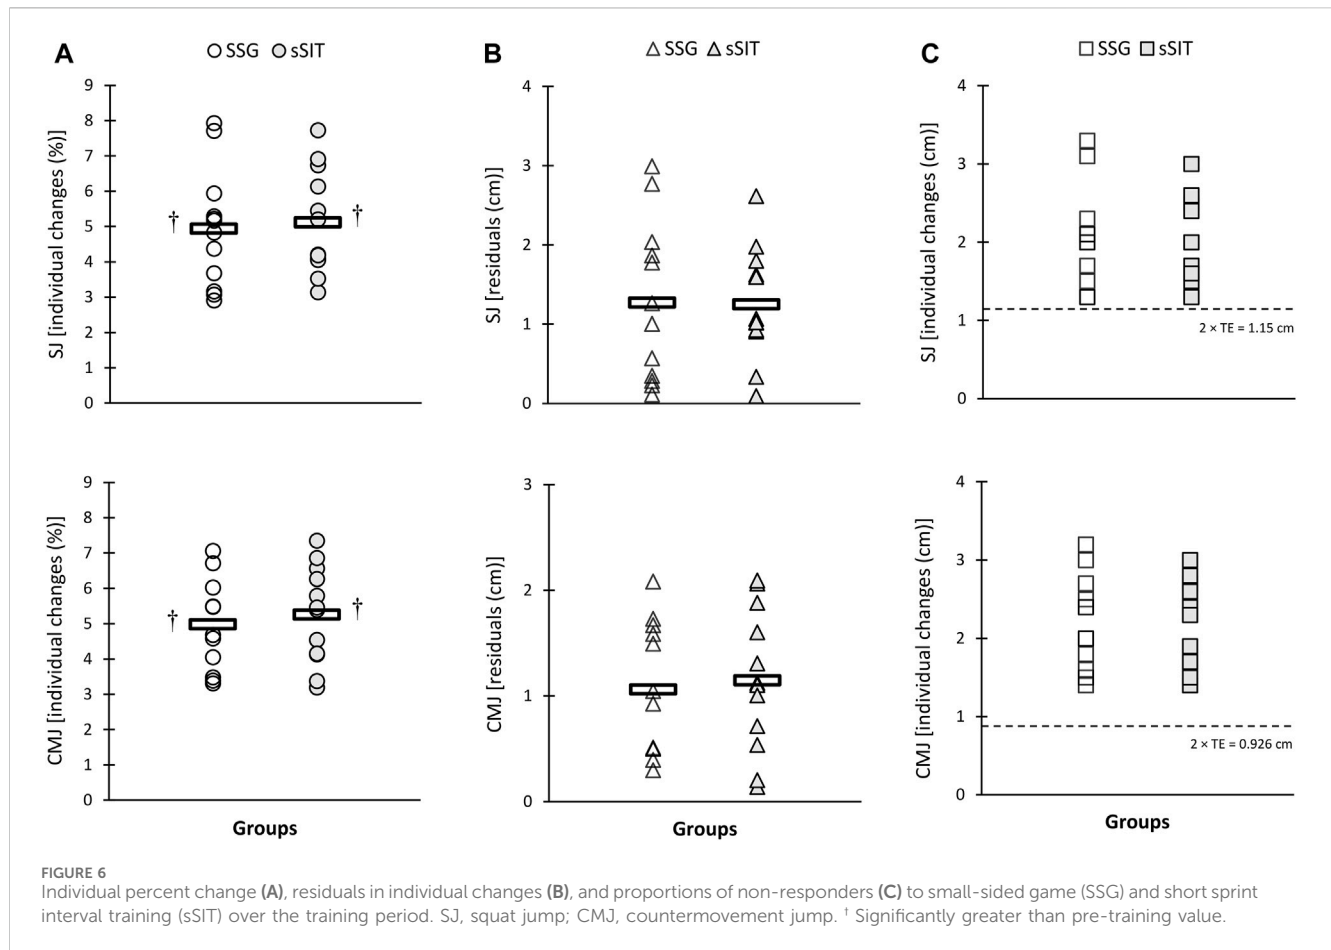 A
SSG sSIT
SJ [individual changes (%)]
9
8
7
6
5
4
3
2
1
0
†
†
B
SSG sSIT
SJ [residuals (cm)]
4
3
2
1
0
C
SSG sSIT
SJ [individual changes (cm)]
4
3
2
1
0
2 × TE = 1.15 cm
CMJ [individual changes (%)]
9
8
7
6
5
4
3
2
1
0
†
†
Groups
CMJ [residuals (cm)]
3
2
1
0
Groups
CMJ [individual changes (cm)]
4
3
2
1
0
2 × TE = 0.926 cm
Groups
FIGURE 6
Individual percent change (A), residuals in individual changes (B), and proportions of non-responders (C) to small-sided game (SSG) and short sprint
interval training (sSIT) over the training period. SJ, squat jump; CMJ, countermovement jump. † Significantly greater than pre-training value.